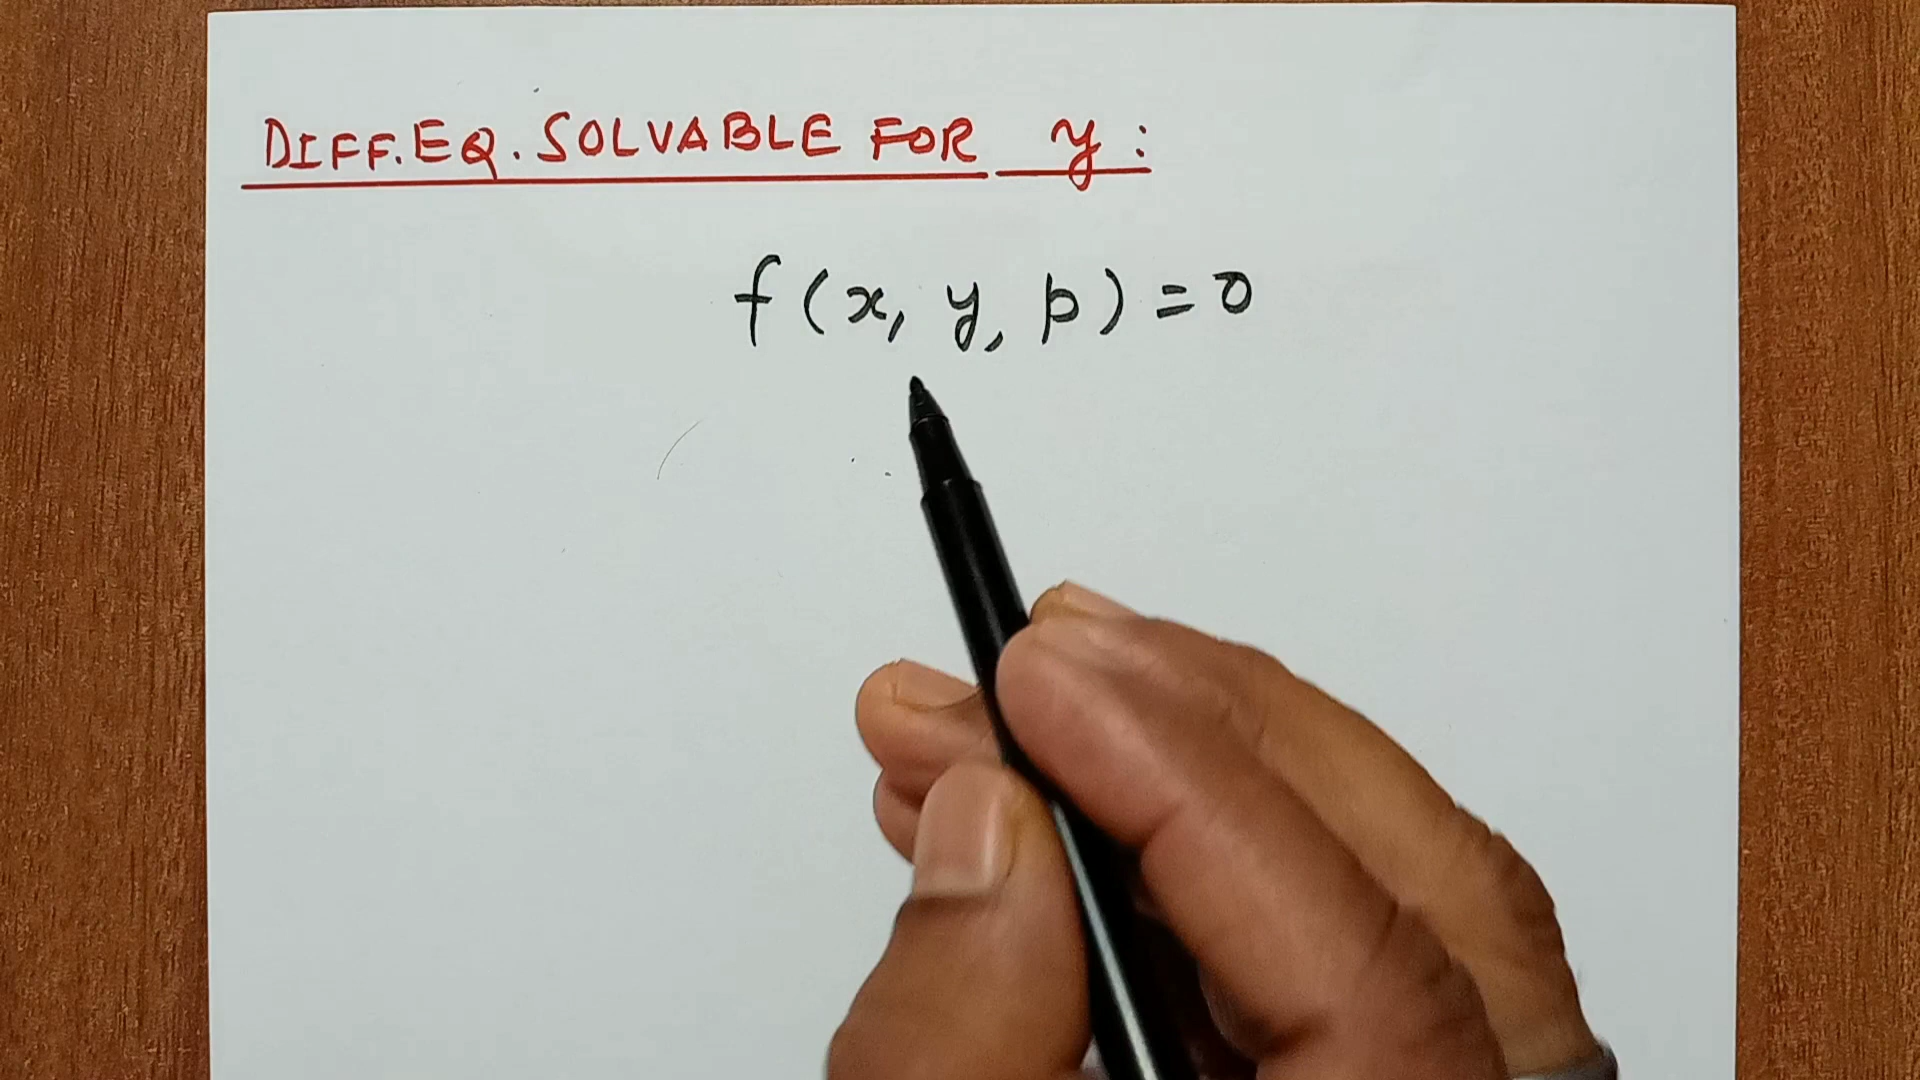 DIFF. EQ. SOLVABLE FOR y:
f(x, y, p) = 0